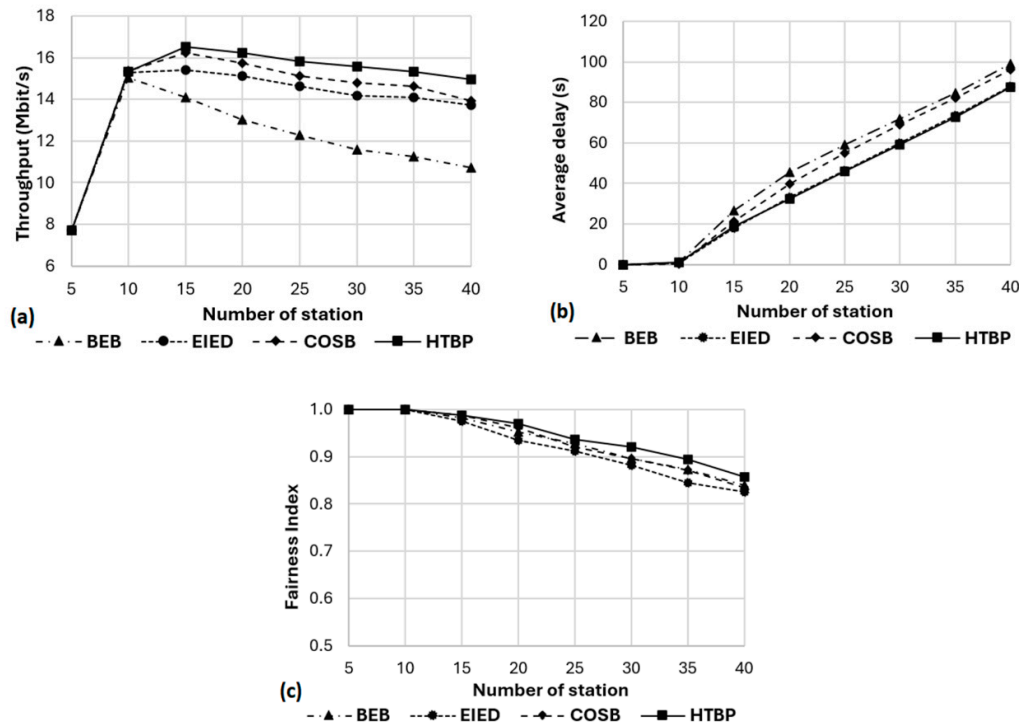 18
16
14
12
10
8
6
Throughput (Mbit/s)
5 10 15 20 25 30 35 40
(a)
Number of station
BEB EIED COSB HTBP
120
100
80
60
40
20
0
Average delay (s)
5 10 15 20 25 30 35 40
(b)
Number of station
BEB EIED COSB HTBP
1.0
0.9
0.8
0.7
0.6
0.5
Fairness Index
5 10 15 20 25 30 35 40
(c)
Number of station
BEB EIED COSB HTBP